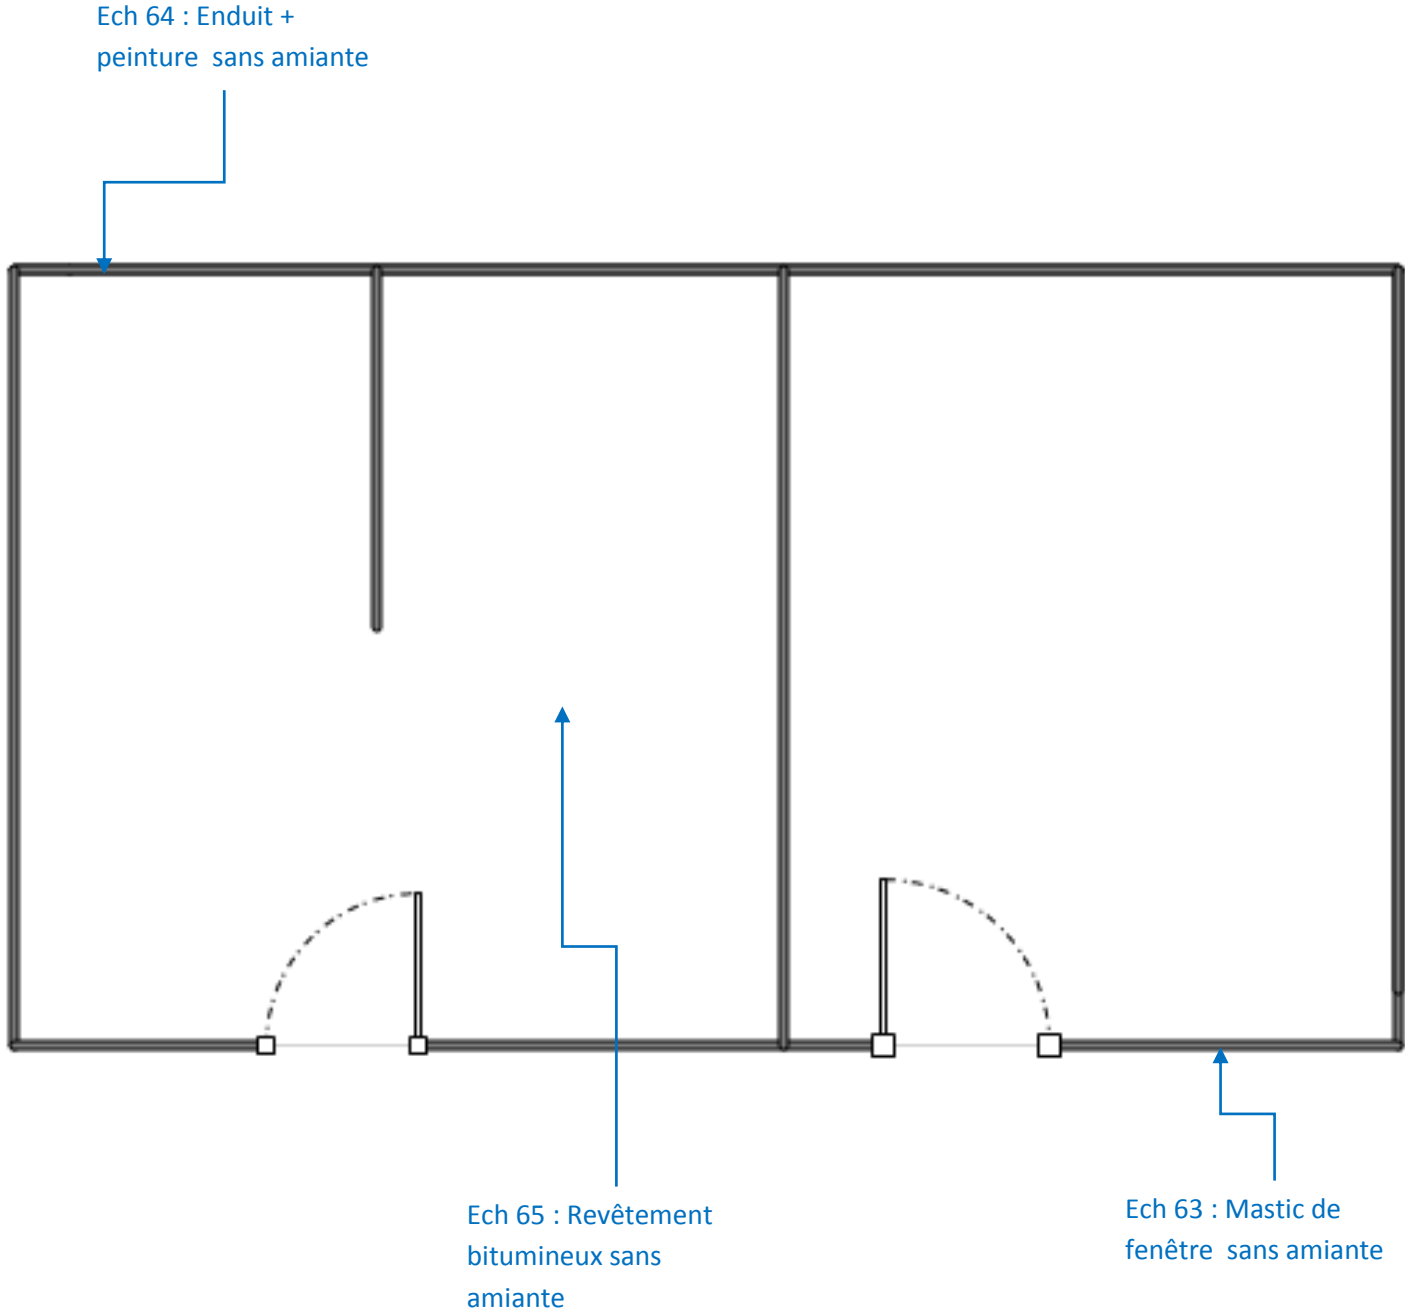 Ech 64 : Enduit +
peinture  sans amiante
Ech 65 : Revêtement
bitumineux sans
amiante
Ech 63 : Mastic de
fenêtre  sans amiante